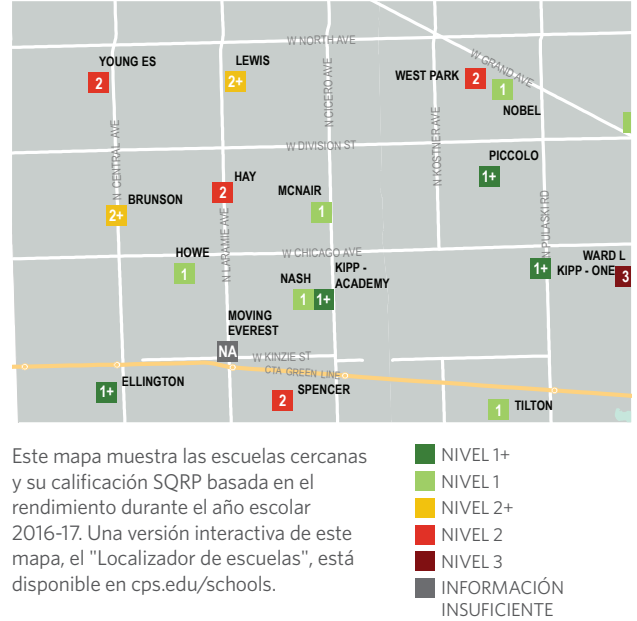 W NORTH AVE
YOUNG ES
2
LEWIS
2+
N CICERO AVE
WEST PARK
2
W GRAND AVE
1
NOBEL
N CENTRAL AVE
W DIVISION ST
N KOSTNER AVE
PICCOLO
1+
HAY
2
BRUNSON
2+
MCNAIR
1
N LARAMIE AVE
N PULASKI RD
HOWE
1
W CHICAGO AVE
NASH
1
KIPP -
ACADEMY
1+
1+
WARD L
KIPP - ONE
3
MOVING
EVEREST
NA
W KINZIE ST
CTA GREEN LINE
1+
ELLINGTON
2
SPENCER
1
TILTON
Este mapa muestra las escuelas cercanas
y su calificación SQRP basada en el
rendimiento durante el año escolar
2016-17. Una versión interactiva de este
mapa, el "Localizador de escuelas", está
disponible en cps.edu/schools.
NIVEL 1+
NIVEL 1
NIVEL 2+
NIVEL 2
NIVEL 3
INFORMACIÓN
INSUFICIENTE